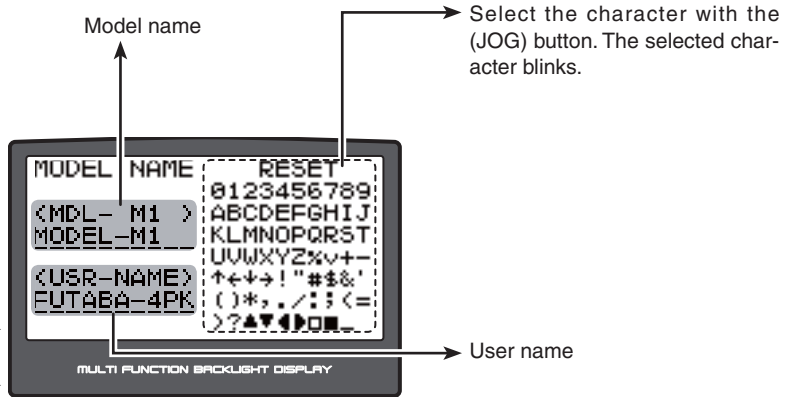 Model name
Select the character with the
(JOG) button. The selected char-
acter blinks.
MODEL NAME
<MDL- M1 >
MODEL-M1
<USR-NAME>
FUTABA-4PK
RESET
0123456789
ABCDEFGHIJ
KLMNOPQRST
UVWXYZ%v+-
↑←↓→!"#$&'
()*,./:;<=
>?▲▼◀▶□■_
User name
MULTI FUNCTION BACKLIGHT DISPLAY